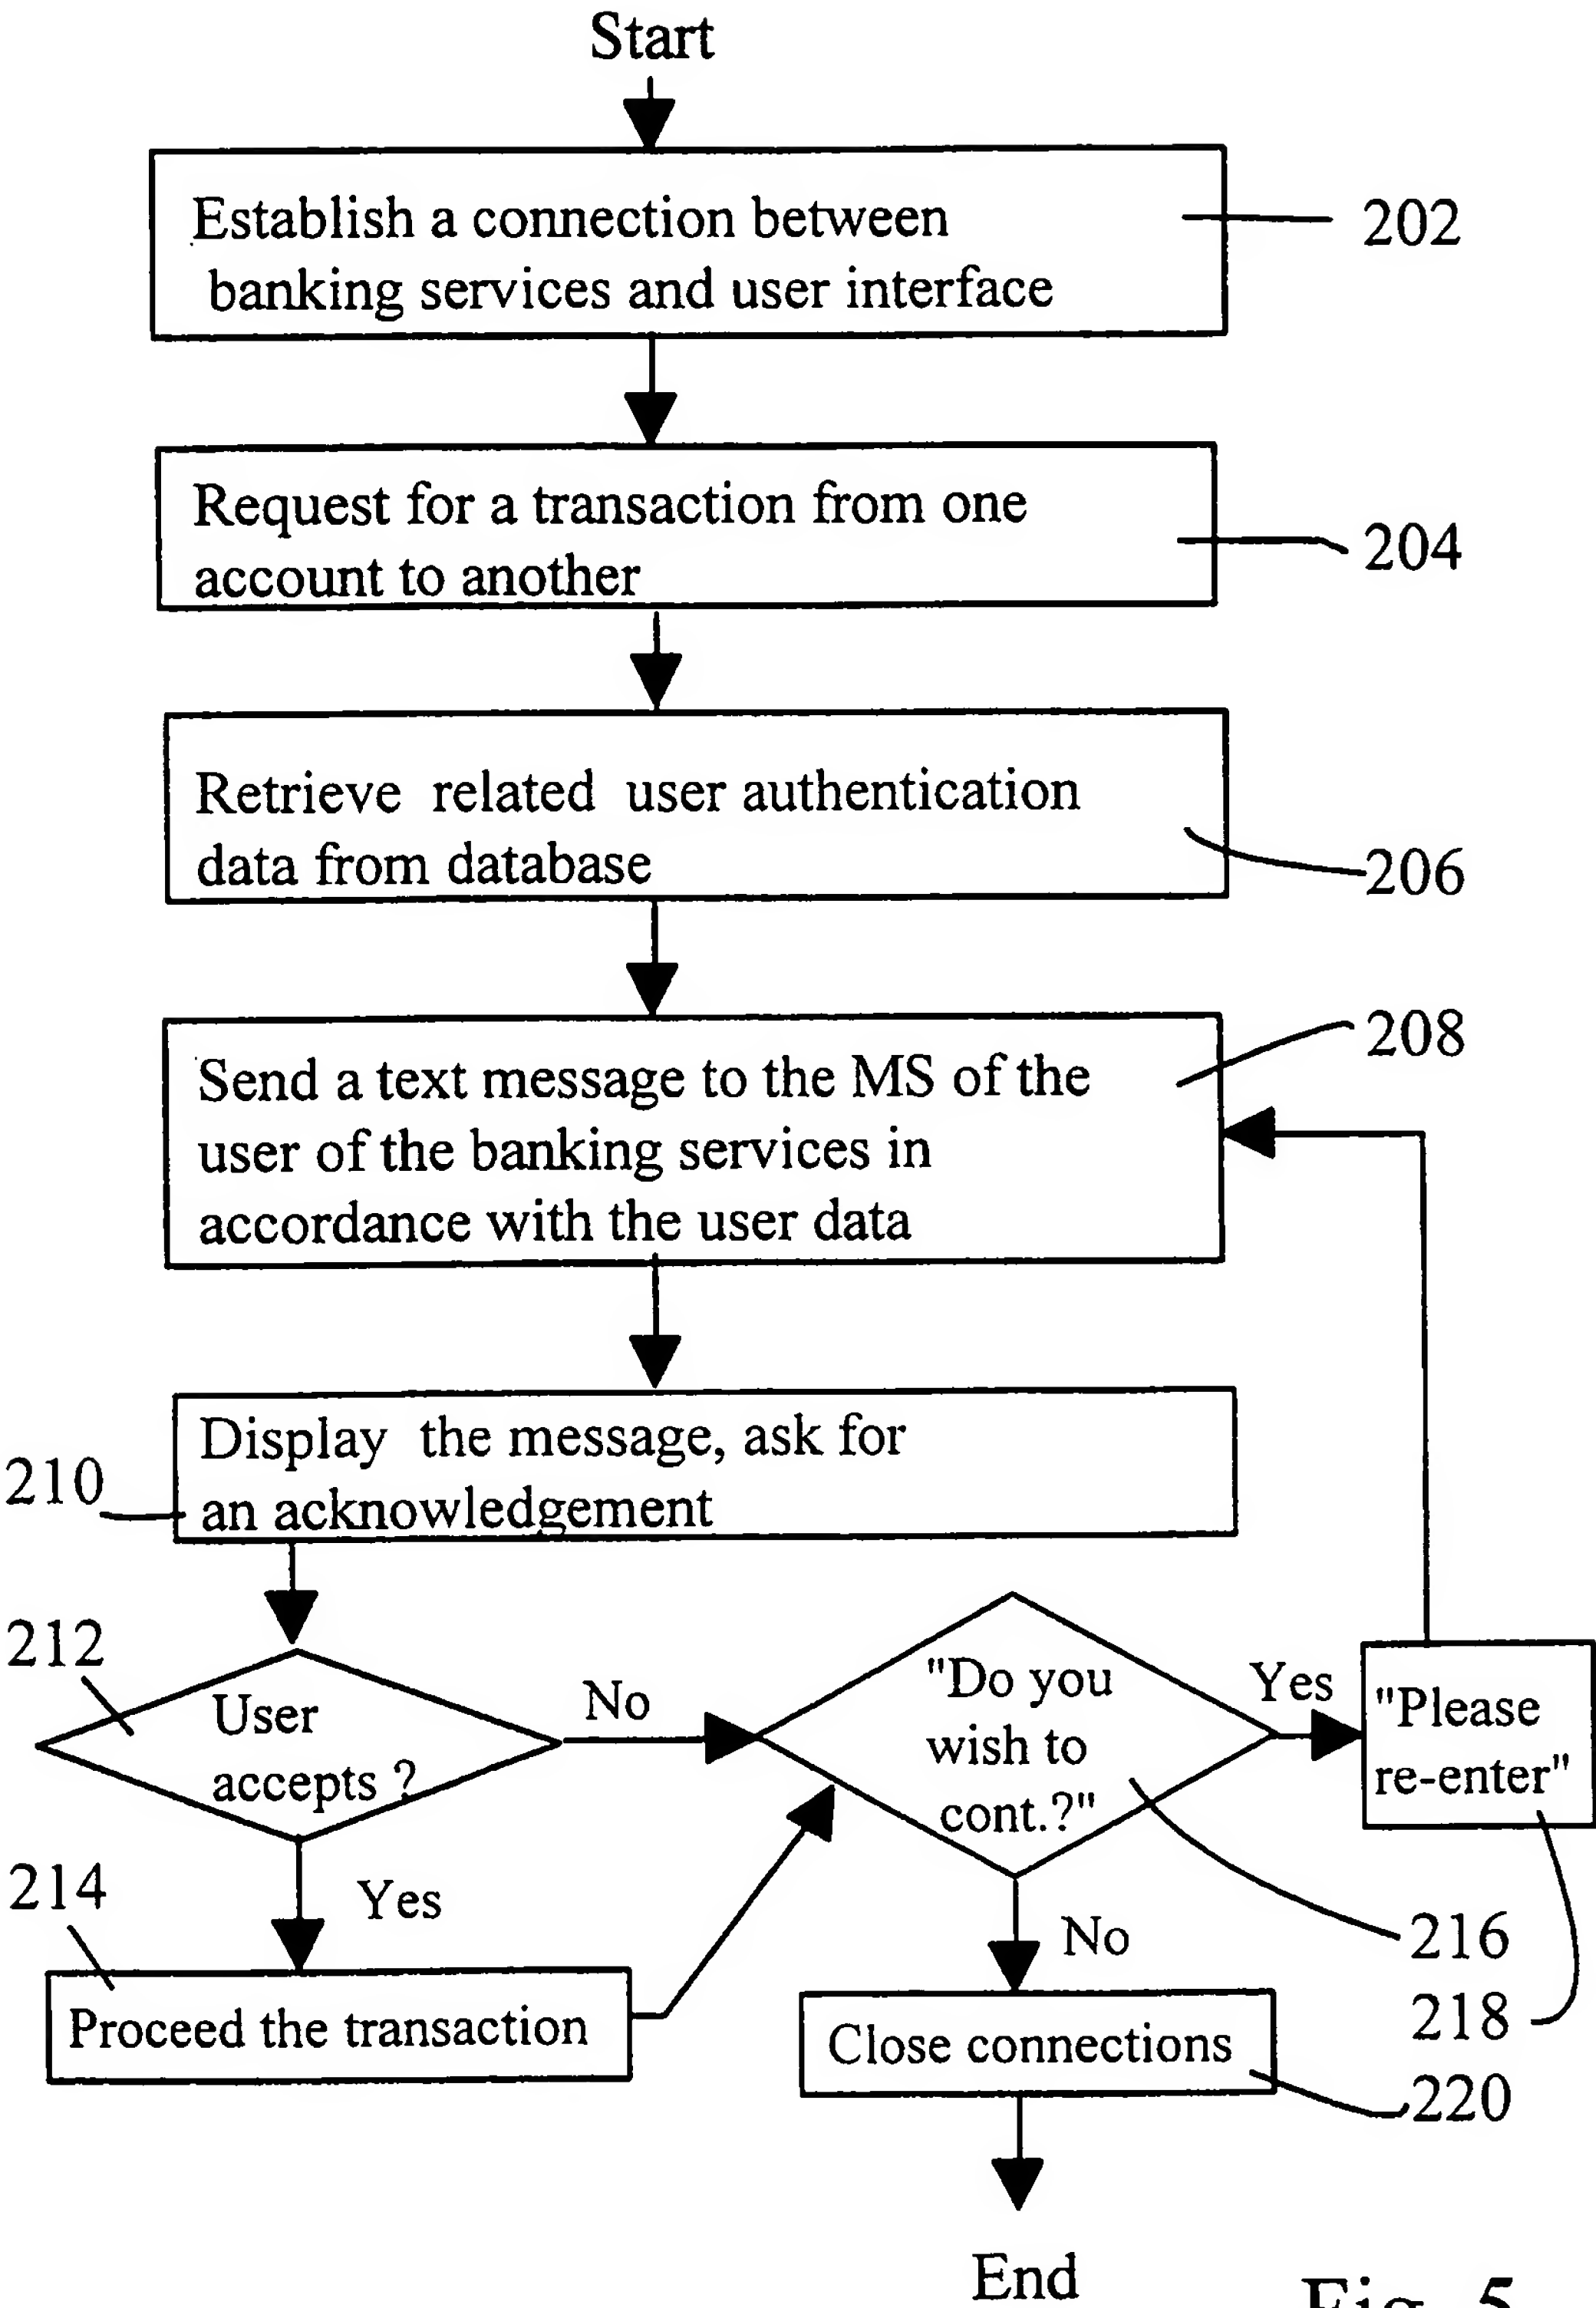 Start
Establish a connection between
banking services and user interface
202
Request for a transaction from one
account to another
204
Retrieve related user authentication
data from database
206
Send a text message to the MS of the
user of the banking services in
accordance with the user data
208
Display the message, ask for
an acknowledgement
210
212
User
accepts ?
No
"Do you
wish to
cont.?"
Yes
"Please
re-enter"
214
Yes
Proceed the transaction
No
216
218
Close connections
220
End
Fig. 5